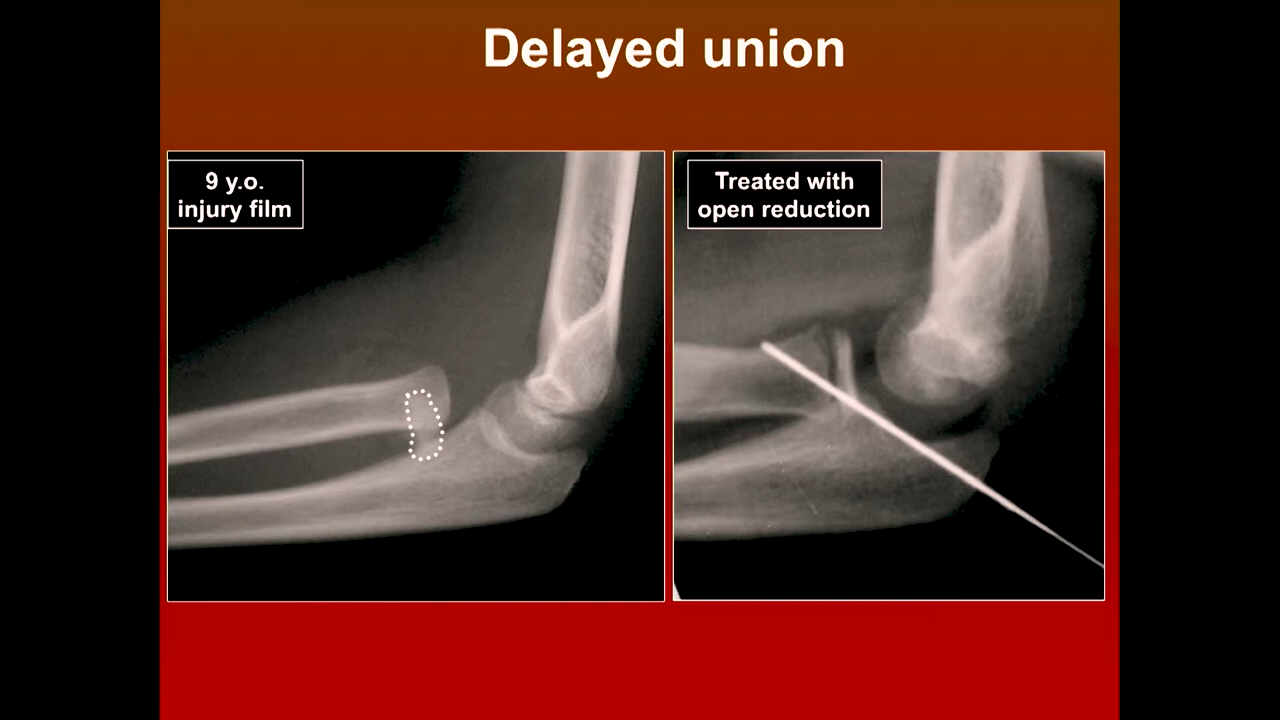 Delayed union
9 y.o.
injury film
Treated with
open reduction